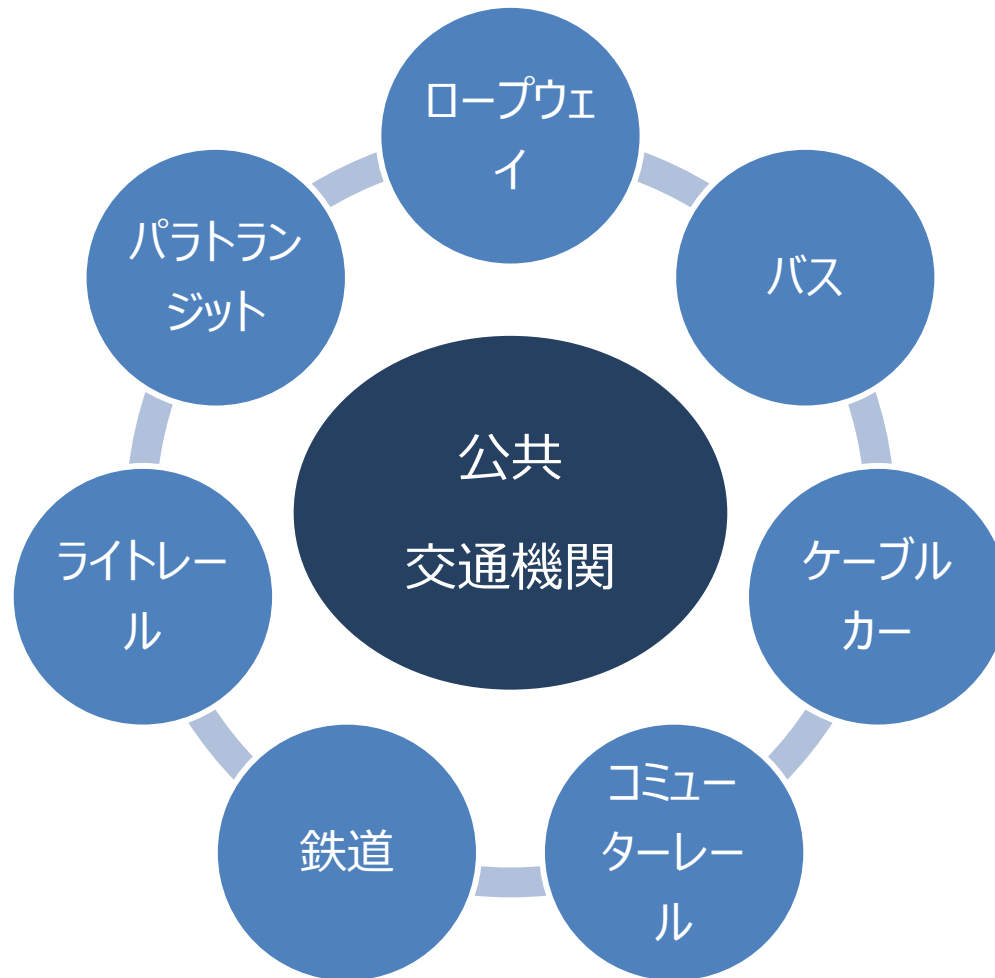 ロープウェ
イ
バス
ケーブル
カー
コミュー
ターレー
ル
鉄道
ライトレー
ル
パラトラン
ジット
公共
交通機関